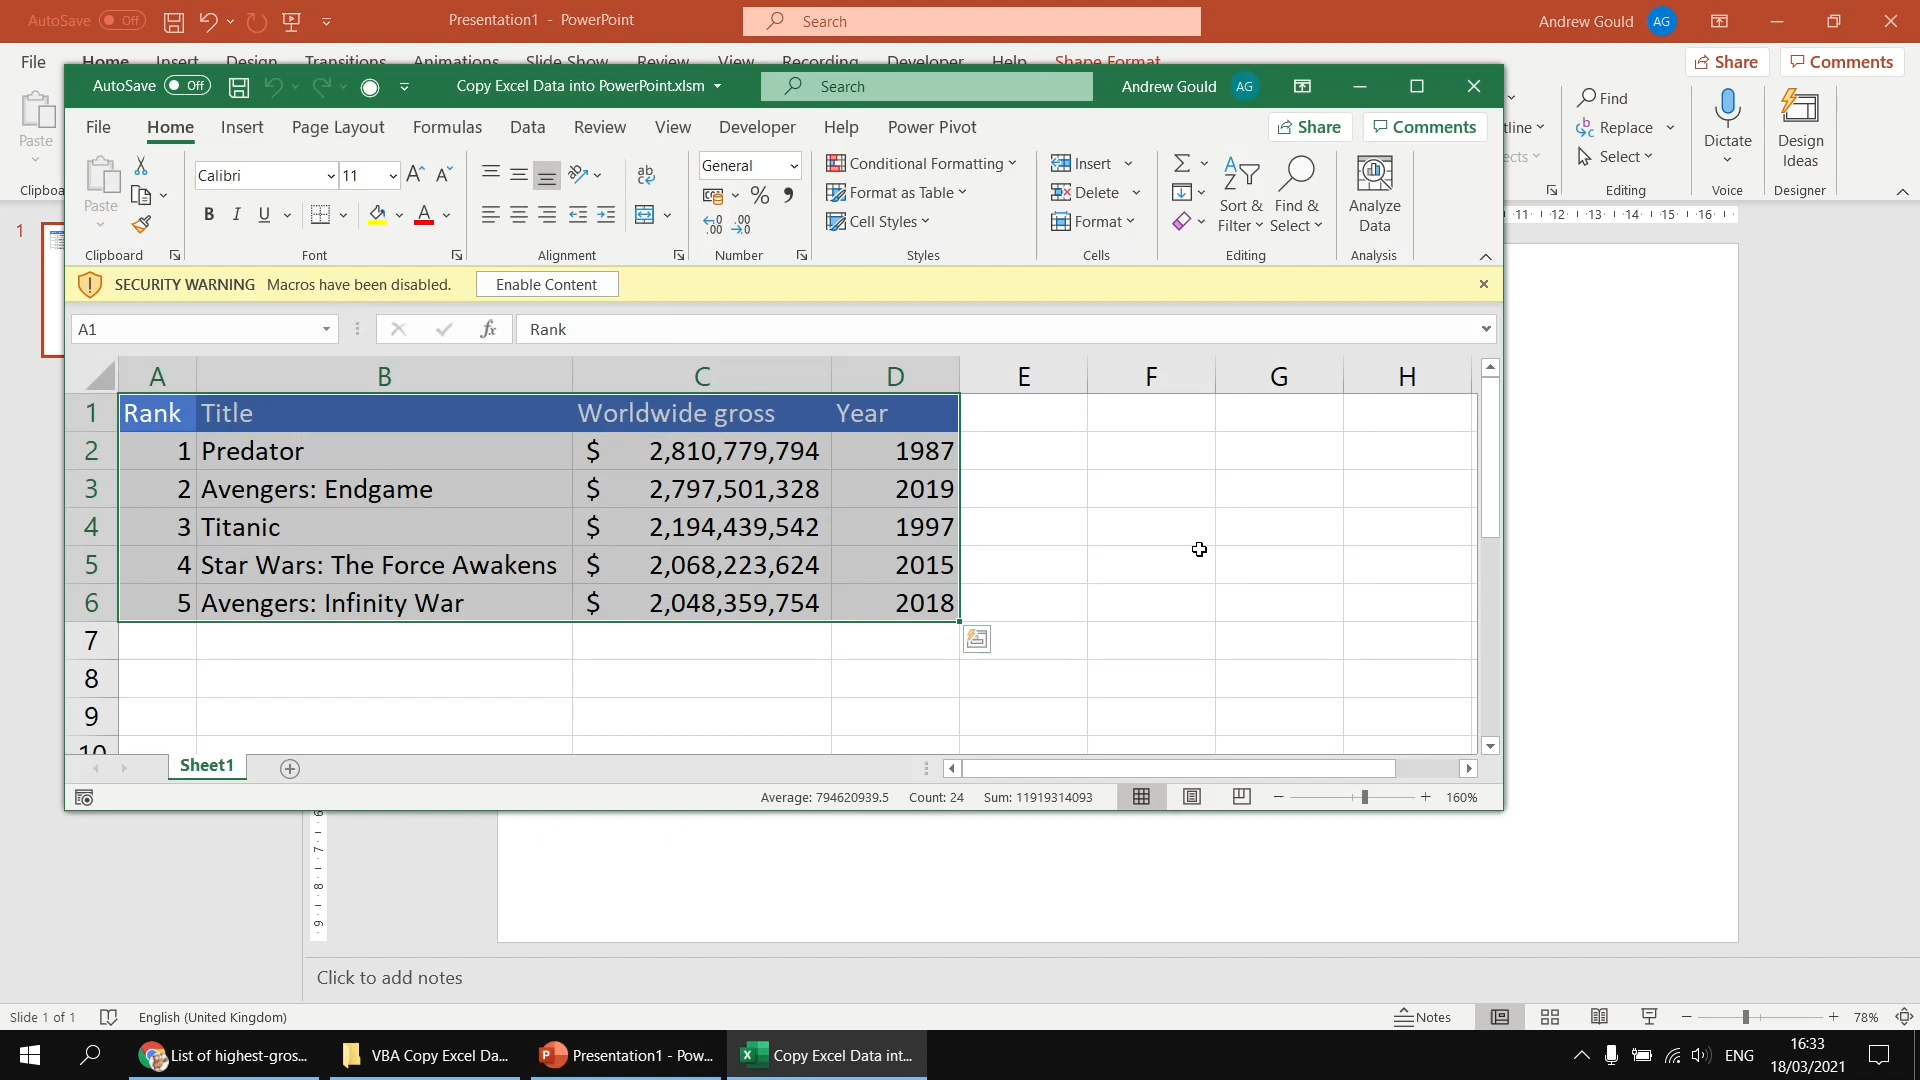 AutoSave Off Presentation1 - PowerPoint Search Andrew Gould AG
File Home Insert Design Transitions Animations Slide Show Review View Recording Developer Help Shape Format Share Comments
AutoSave Off Copy Excel Data into PowerPoint.xlsm Search Andrew Gould AG
File Home Insert Page Layout Formulas Data Review View Developer Help Power Pivot Share Comments
Paste
Clipboard
Calibri 11
B I U
Font
Alignment
General
Number
Conditional Formatting
Format as Table
Cell Styles
Styles
Insert
Delete
Format
Cells
Sort & Filter
Find & Select
Editing
Analyze Data
Analysis
Paste
Find
Replace
Select
Editing
Dictate
Voice
Design Ideas
Designer
SECURITY WARNING Macros have been disabled. Enable Content
A1 Rank
A B C D E F G H
1 Rank Title Worldwide gross Year
2 1 Predator $ 2,810,779,794 1987
3 2 Avengers: Endgame $ 2,797,501,328 2019
4 3 Titanic $ 2,194,439,542 1997
5 4 Star Wars: The Force Awakens $ 2,068,223,624 2015
6 5 Avengers: Infinity War $ 2,048,359,754 2018
7
8
9
10
Sheet1
Average: 794620939.5 Count: 24 Sum: 11919314093 160%
1
11 12 13 14 15 16
Click to add notes
Slide 1 of 1 English (United Kingdom) Notes 78%
List of highest-gros...
VBA Copy Excel Da...
Presentation1 - Pow...
Copy Excel Data int...
ENG
16:33
18/03/2021